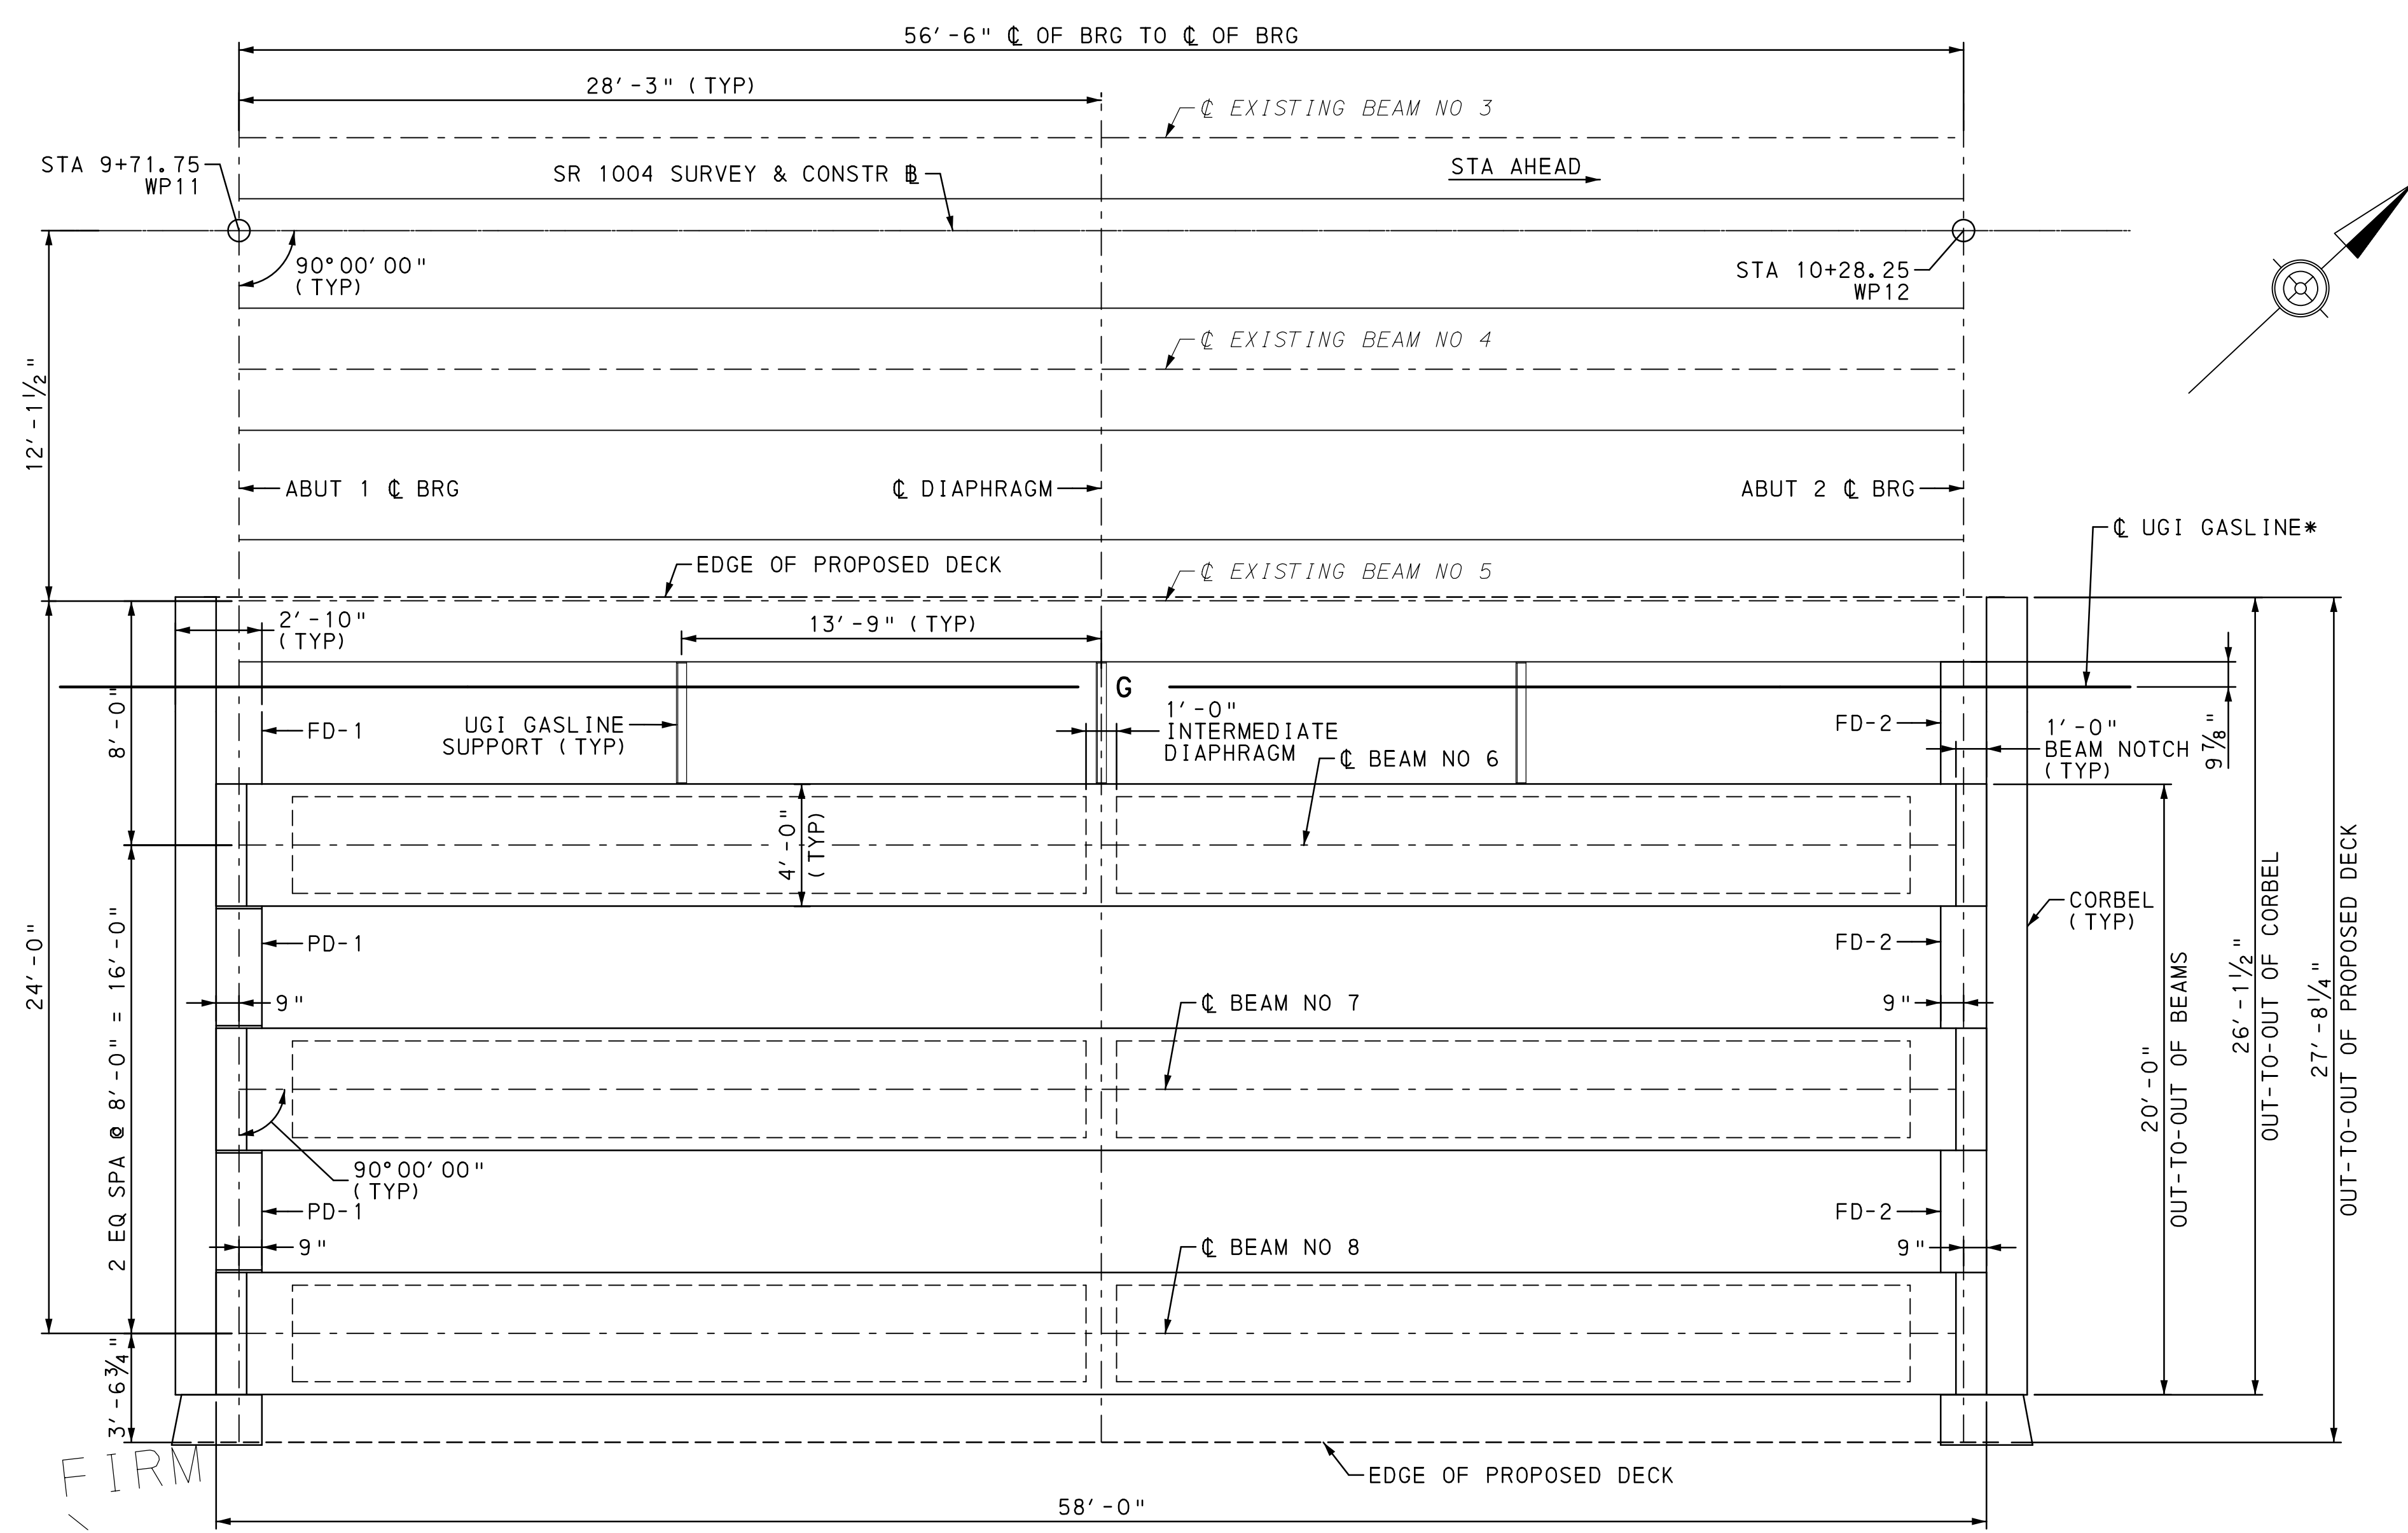 56'-6" ℄ OF BRG TO ℄ OF BRG
28'-3" (TYP)
℄ EXISTING BEAM NO 3
STA 9+71.75
WP11
SR 1004 SURVEY & CONSTR B
STA AHEAD
90°00'00"
(TYP)
STA 10+28.25
WP12
℄ EXISTING BEAM NO 4
12'-1½"
ABUT 1 ℄ BRG
℄ DIAPHRAGM
ABUT 2 ℄ BRG
℄ UGI GASLINE*
EDGE OF PROPOSED DECK
℄ EXISTING BEAM NO 5
2'-10"
(TYP)
13'-9" (TYP)
G
8'-0"
FD-1
UGI GASLINE
SUPPORT (TYP)
1'-0"
INTERMEDIATE
DIAPHRAGM
FD-2
1'-0"
BEAM NOTCH
(TYP)
9⅞"
℄ BEAM NO 6
4'-0"
(TYP)
24'-0"
2 EQ SPA @ 8'-0" = 16'-0"
PD-1
FD-2
CORBEL
(TYP)
9"
℄ BEAM NO 7
9"
20'-0"
OUT-TO-OUT OF BEAMS
26'-1½"
OUT-TO-OUT OF CORBEL
27'-8¼"
OUT-TO-OUT OF PROPOSED DECK
90°00'00"
(TYP)
PD-1
FD-2
9"
℄ BEAM NO 8
9"
3'-6¾"
FIRM
EDGE OF PROPOSED DECK
58'-0"